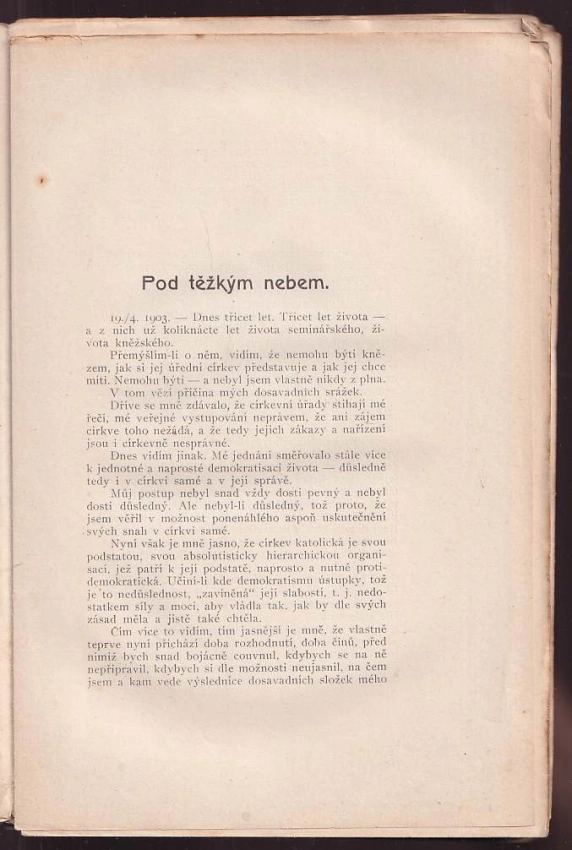 Pod těžkým nebem.
19./4. 1903. — Dnes třicet let. Třicet let života —
a z nich už koliknácte let života seminářského, ži-
vota kněžského.
Přemýšlím-li o něm, vidím, že nemohu býti kně-
zem, jak si jej úřední církev představuje a jak jej chce
míti. Nemohu býti — a nebyl jsem vlastně nikdy z plna.
V tom vězí příčina mých dosavadních srážek.
Dříve se mně zdávalo, že církevní úřady stíhají mé
řeči, mé veřejné vystupování neprávem, že ani zájem
církve toho nežádá, a že tedy jejich zákazy a nařízení
jsou i církevně nesprávné.
Dnes vidím jinak. Mé jednání směřovalo stále více
k jednotné a naprosté demokratisaci života — důsledně
tedy i v církvi samé a v její správě.
Můj postup nebyl snad vždy dosti pevný a nebyl
dosti důsledný. Ale nebyl-li důsledný, tož proto, že
jsem věřil v možnost ponenáhlého aspoň uskutečnění
svých snah v církvi samé.
Nyní však je mně jasno, že církev katolická je svou
podstatou, svou absolutisticky hierarchickou organi-
sací, jež patří k její podstatě, naprosto a nutně proti-
demokratická. Učiní-li kde demokratismu ústupky, tož
je to nedůslednost, „zaviněná“ její slabostí, t. j. nedo-
statkem síly a moci, aby vládla tak, jak by dle svých
zásad měla a jistě také chtěla.
Čím více to vidím, tím jasnější je mně, že vlastně
teprve nyní přichází doba rozhodnutí, doba činů, před
nimiž bych snad bojácně couvnul, kdybych se na ně
nepřipravil, kdybych si dle možnosti neujasnil, na čem
jsem a kam vede výslednice dosavadních složek mého